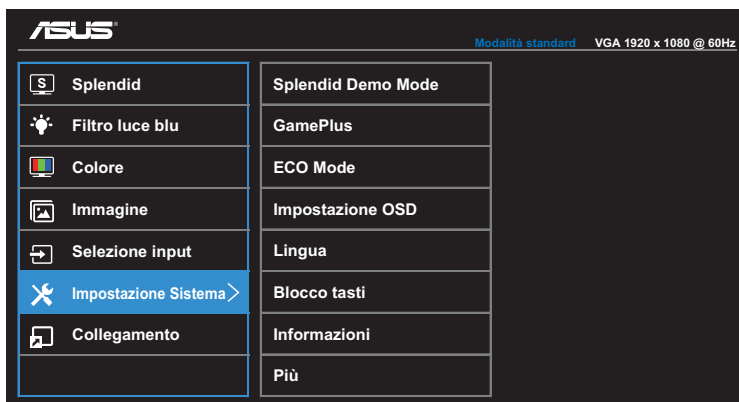 ASUS
Modalità standard VGA 1920 x 1080 @ 60Hz
S Splendid
Filtro luce blu
Colore
Immagine
Selezione input
Impostazione Sistema
Collegamento
Splendid Demo Mode
GamePlus
ECO Mode
Impostazione OSD
Lingua
Blocco tasti
Informazioni
Più